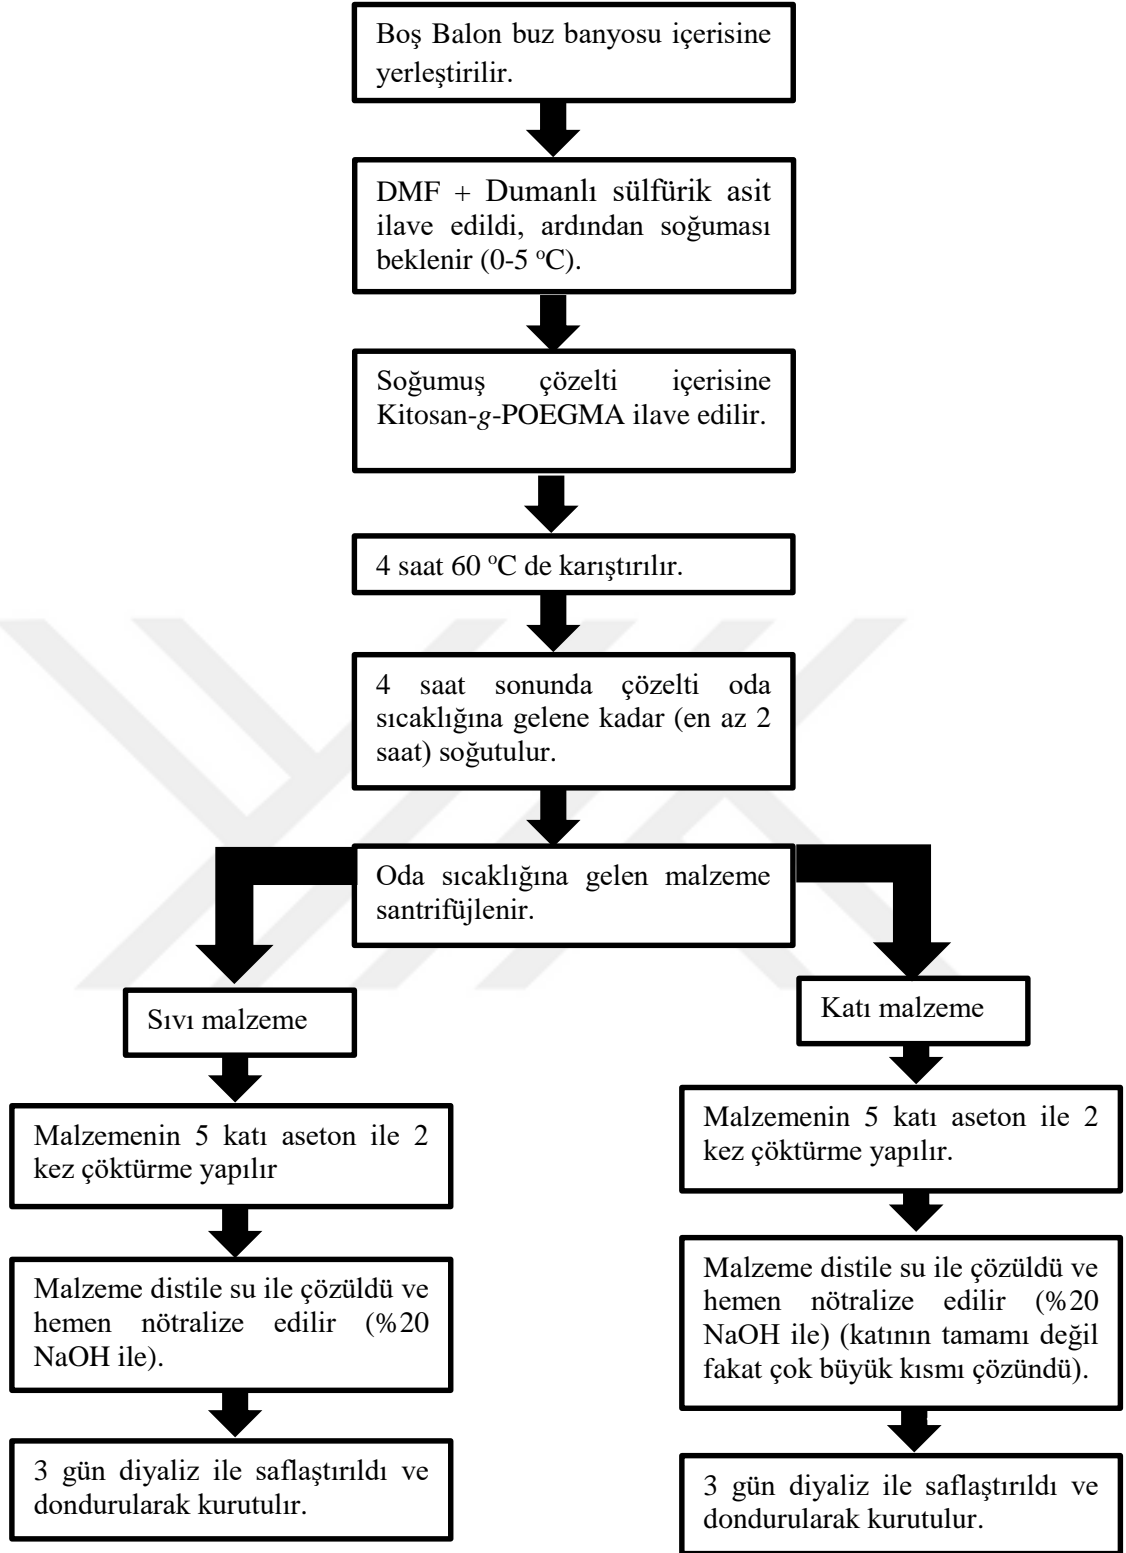 Boş Balon buz banyosu içerisine
yerleştirilir.
DMF + Dumanlı sülfürik asit
ilave edildi, ardından soğuması
beklenir (0-5 °C).
Soğumuş çözelti içerisine
Kitosan-g-POEGMA ilave edilir.
4 saat 60 °C de karıştırılır.
4 saat sonunda çözelti oda
sıcaklığına gelene kadar (en az 2
saat) soğutulur.
Oda sıcaklığına gelen malzeme
santrifüjlenir.
Sıvı malzeme
Malzemenin 5 katı aseton ile 2
kez çöktürme yapılır
Malzeme distile su ile çözüldü ve
hemen nötralize edilir (%20
NaOH ile).
3 gün diyaliz ile saflaştırıldı ve
dondurularak kurutılır.
Katı malzeme
Malzemenin 5 katı aseton ile 2
kez çöktürme yapılır.
Malzeme distile su ile çözüldü ve
hemen nötralize edilir (%20
NaOH ile) (katının tamamı değil
fakat çok büyük kısmı çözündü).
3 gün diyaliz ile saflaştırıldı ve
dondurularak kurutulur.